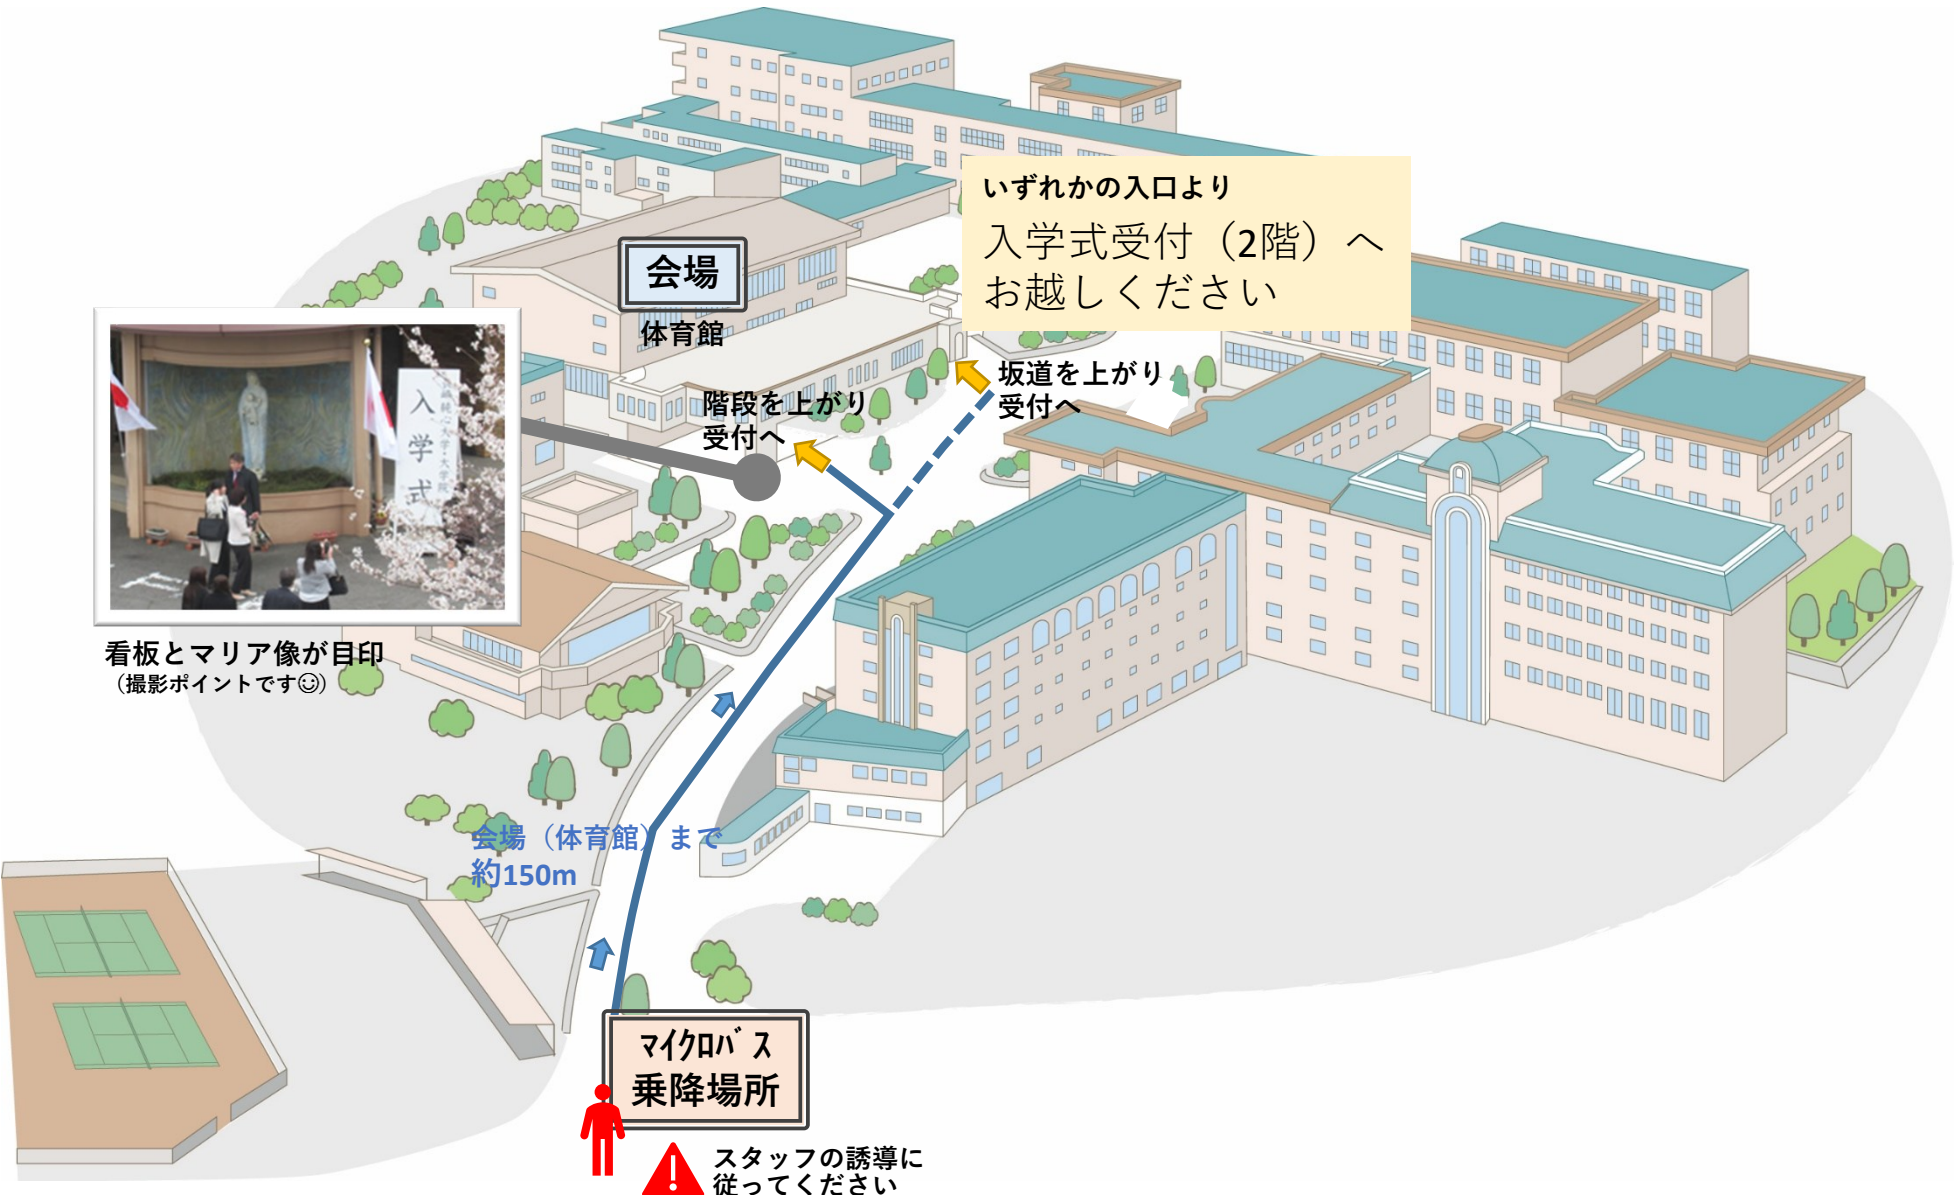 いずれかの入口より
入学式受付（2階）へ
お越しください
会場
体育館
坂道を上がり
受付へ
階段を上がり
受付へ
入学式
看板とマリア像が目印
（撮影ポイントです☺）
会場（体育館）まで
約150m
ﾏｲｸﾛﾊﾞｽ
乗降場所
スタッフの誘導に
従ってください